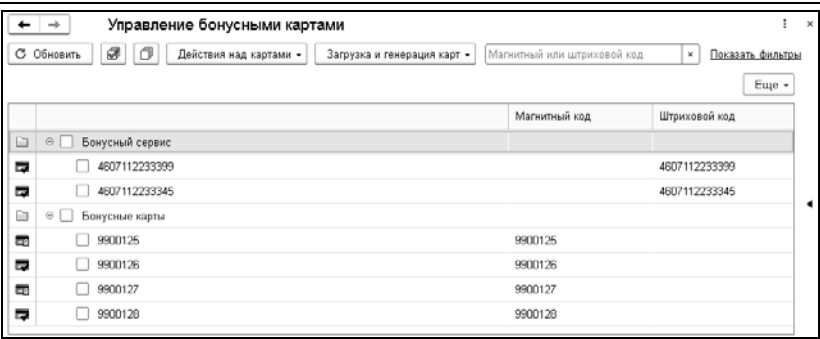 Управление бонусными картами
Обновить Действия над картами Загрузка и генерация карт Магнитный или штриховой код Показать фильтры
Еще
Магнитный код Штриховой код
Бонусный сервис
4607112233399 4607112233399
4607112233345 4607112233345
Бонусные карты
9900125 9900125
9900126 9900126
9900127 9900127
9900128 9900128